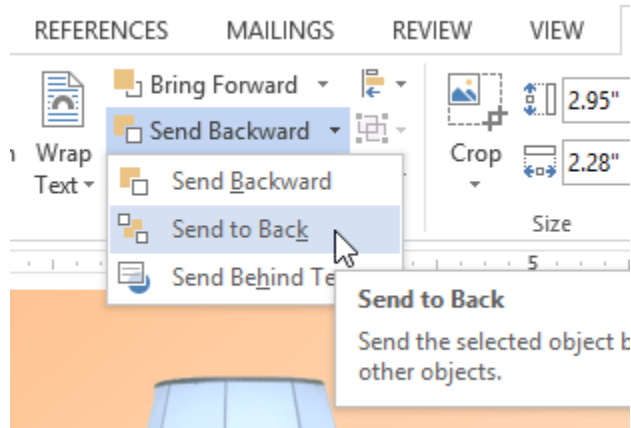 REFERENCES MAILINGS REVIEW VIEW
Bring Forward
Send Backward
Wrap
Text
Crop
2.95"
2.28"
Size
Send Backward
Send to Back
Send Behind Te
5
Send to Back
Send the selected object b
other objects.